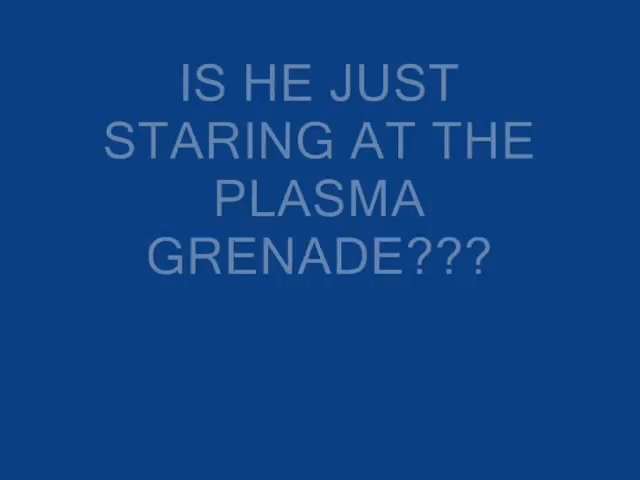 IS HE JUST
STARING AT THE
PLASMA
GRENADE???